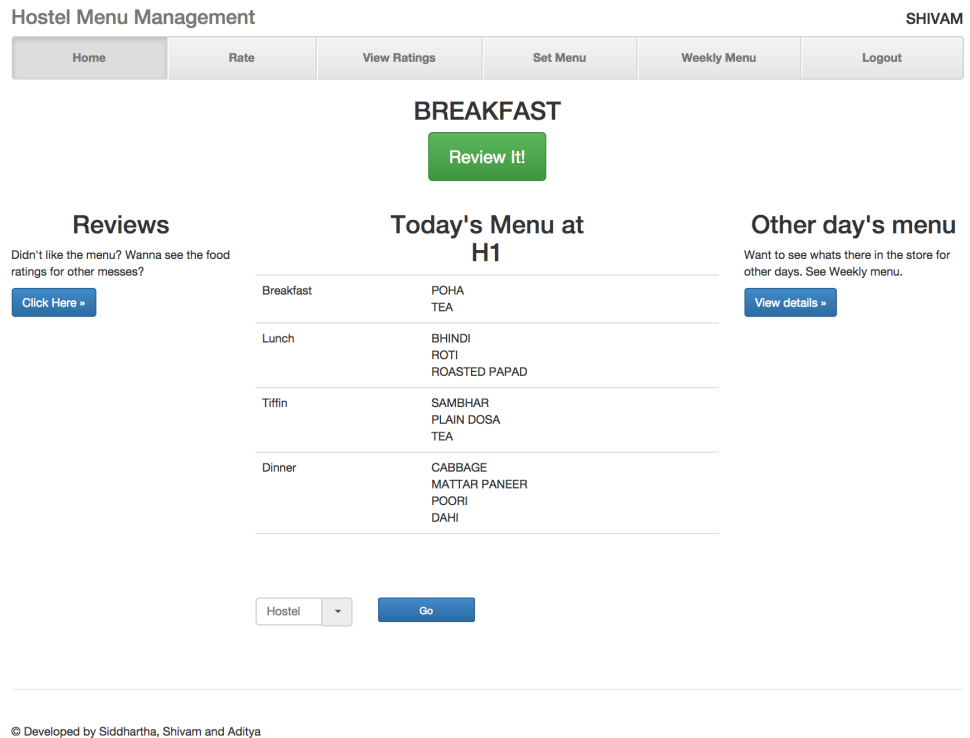 Hostel Menu Management
SHIVAM
Home
Rate
View Ratings
Set Menu
Weekly Menu
Logout
BREAKFAST
Review It!
Reviews
Didn't like the menu? Wanna see the food
ratings for other messes?
Click Here »
Today's Menu at
H1
Breakfast
POHA
TEA
Lunch
BHINDI
ROTI
ROASTED PAPAD
Tiffin
SAMBHAR
PLAIN DOSA
TEA
Dinner
CABBAGE
MATTAR PANEER
POORI
DAHI
Hostel
Go
Other day's menu
Want to see whats there in the store for
other days. See Weekly menu.
View details »
© Developed by Siddhartha, Shivam and Aditya